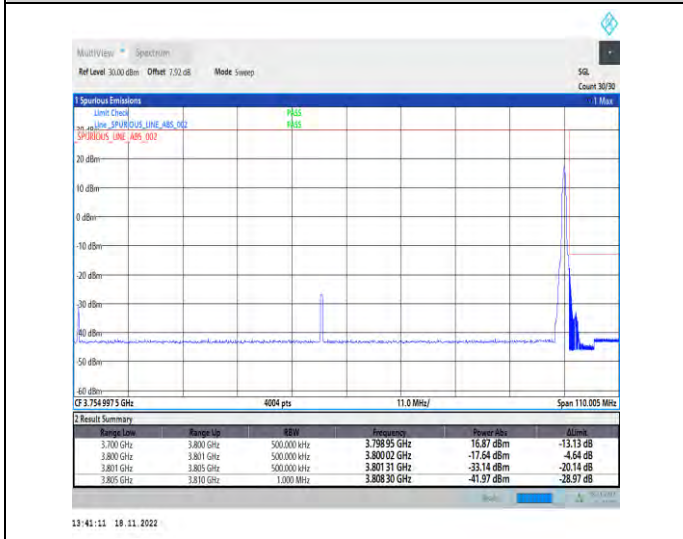 MultiView Spectrum
Ref Level 30.00 dBm Offset 7.92 dB Mode Sweep SGL
Count 30/30
1 Spurious Emissions 1 Max
Limit Check PASS
Line _SPURIOUS_LINE_ABS_002 PASS
_SPURIOUS_LINE_ABS_002
20 dBm
10 dBm
0 dBm
-10 dBm
-20 dBm
-30 dBm
-40 dBm
-50 dBm
-60 dBm
CF 3.754 997 5 GHz 4004 pts 11.0 MHz/ Span 110.005 MHz
2 Result Summary
Range Low Range Up RBW Frequency Power Abs ΔLimit
3.700 GHz 3.800 GHz 500.000 kHz 3.798 95 GHz 16.87 dBm -13.13 dB
3.800 GHz 3.801 GHz 500.000 kHz 3.800 02 GHz -17.64 dBm -4.64 dB
3.801 GHz 3.805 GHz 500.000 kHz 3.801 31 GHz -33.14 dBm -20.14 dB
3.805 GHz 3.810 GHz 1.000 MHz 3.808 30 GHz -41.97 dBm -28.97 dB
13:41:11 18.11.2022